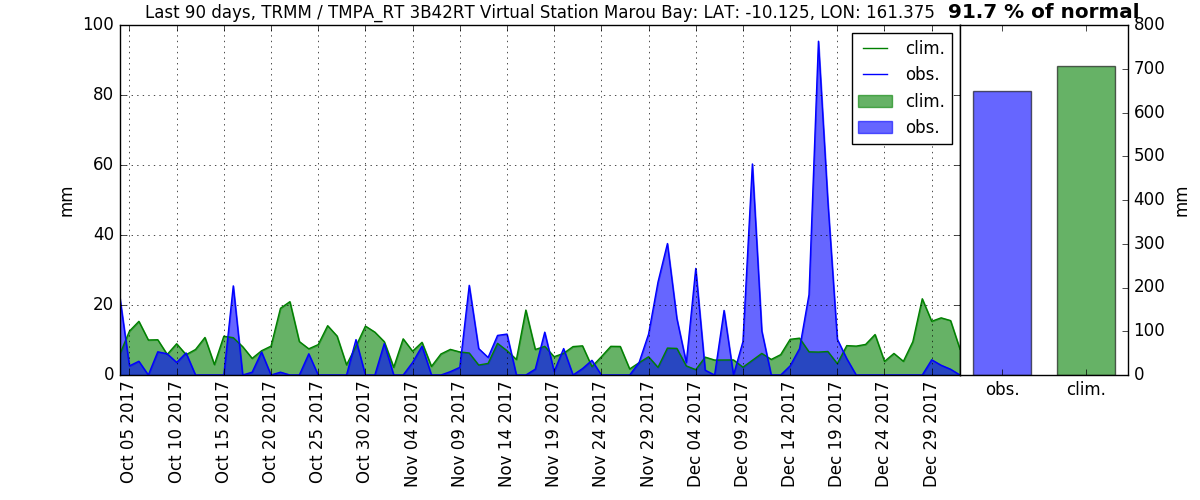 Last 90 days, TRMM / TMPA_RT 3B42RT Virtual Station Marou Bay: LAT: -10.125, LON: 161.375 91.7 % of normal
100
80
60
40
20
0
mm
clim.
obs.
clim.
obs.
800
700
600
500
400
300
200
100
0
mm
obs.
clim.
Oct 05 2017
Oct 10 2017
Oct 15 2017
Oct 20 2017
Oct 25 2017
Oct 30 2017
Nov 04 2017
Nov 09 2017
Nov 14 2017
Nov 19 2017
Nov 24 2017
Nov 29 2017
Dec 04 2017
Dec 09 2017
Dec 14 2017
Dec 19 2017
Dec 24 2017
Dec 29 2017